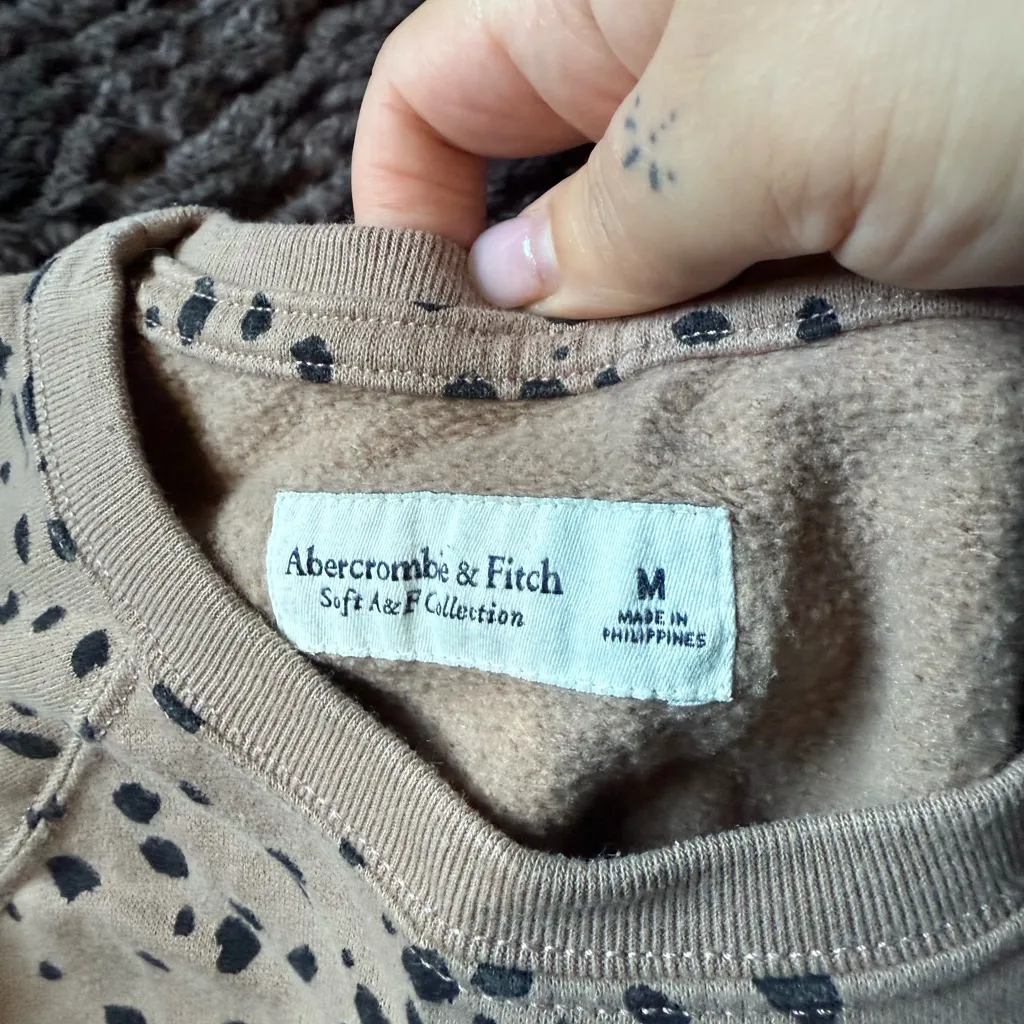 Abercrombie & Fitch
Soft A&F Collection
M
MADE IN
PHILIPPINES